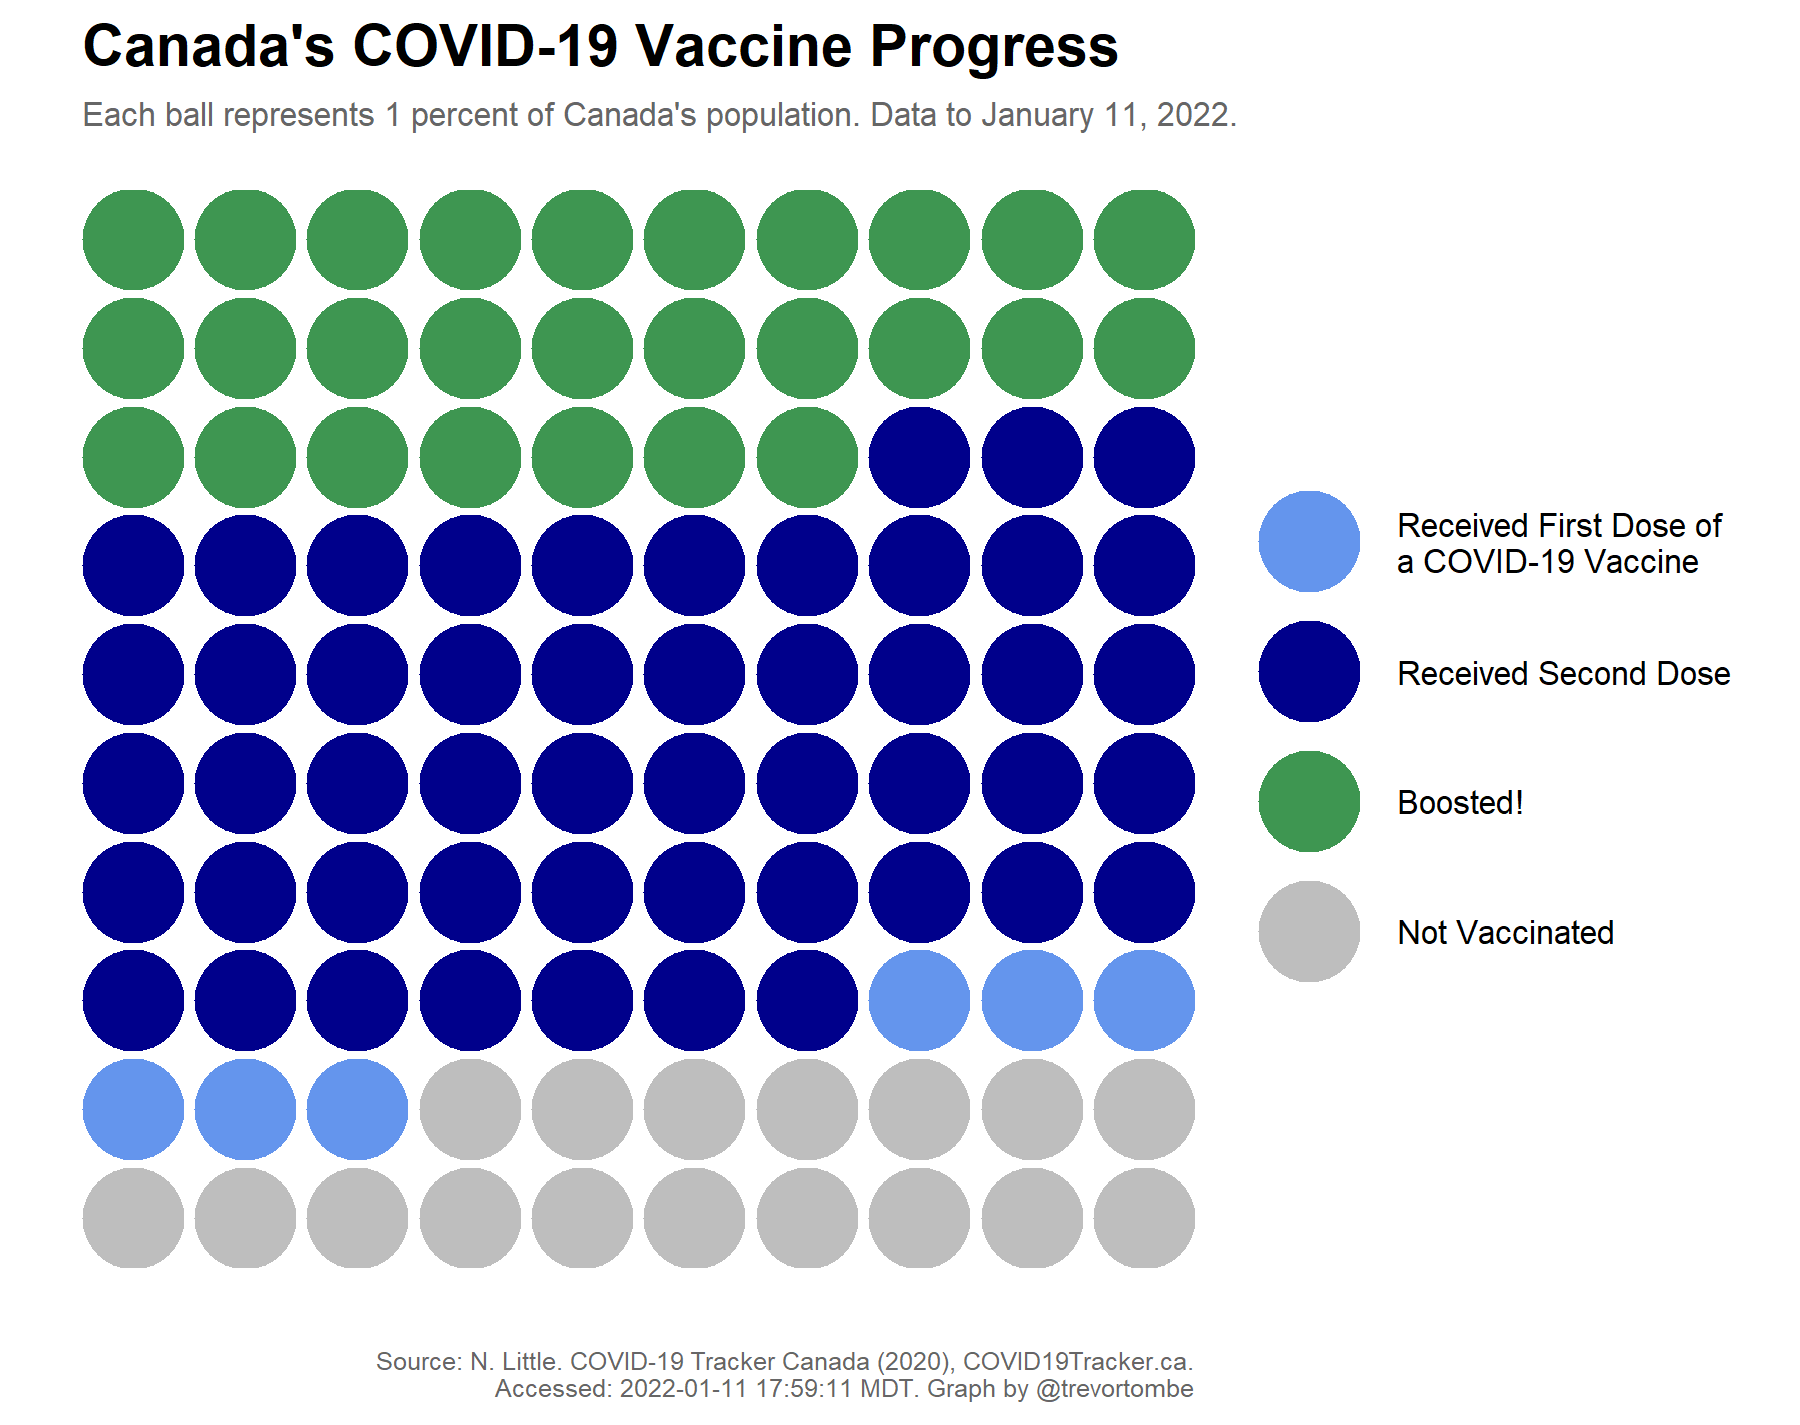 Canada's COVID-19 Vaccine Progress
Each ball represents 1 percent of Canada's population. Data to January 11, 2022.
Received First Dose of
a COVID-19 Vaccine
Received Second Dose
Boosted!
Not Vaccinated
Source: N. Little. COVID-19 Tracker Canada (2020), COVID19Tracker.ca.
Accessed: 2022-01-11 17:59:11 MDT. Graph by @trevortombe